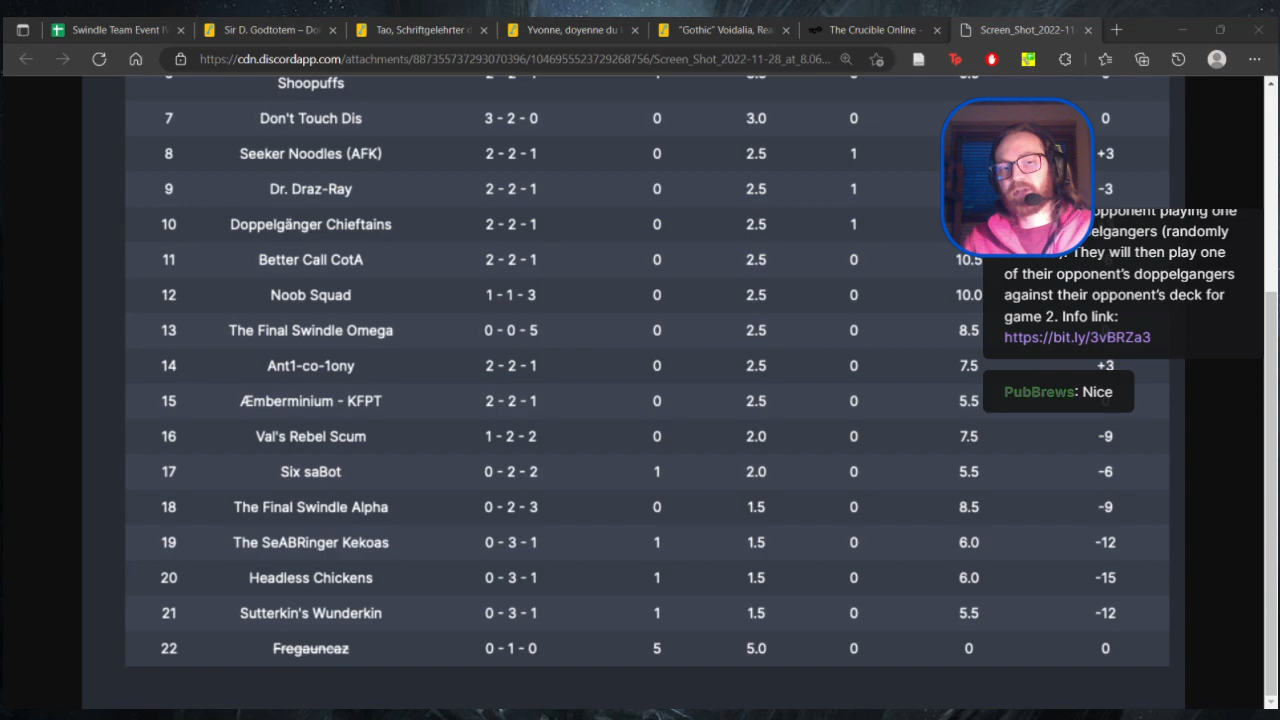 Swindle Team Event I
Sir D. Godtotem – Do
Tao, Schriftgelehrter d
Yvonne, doyenne du
"Gothic" Voidalia, Rea
The Crucible Online -
Screen_Shot_2022-11
https://cdn.discordapp.com/attachments/887355737293070396/1046955523729268756/Screen_Shot_2022-11-28_at_8.06...
Shoopuffs
7 Don't Touch Dis 3 - 2 - 0 0 3.0 0 0
8 Seeker Noodles (AFK) 2 - 2 - 1 0 2.5 1 +3
9 Dr. Draz-Ray 2 - 2 - 1 0 2.5 1 -3
10 Doppelgänger Chieftains 2 - 2 - 1 0 2.5 1
11 Better Call CotA 2 - 2 - 1 0 2.5 0 10.5
12 Noob Squad 1 - 1 - 3 0 2.5 0 10.0
13 The Final Swindle Omega 0 - 0 - 5 0 2.5 0 8.5
14 Ant1-co-1ony 2 - 2 - 1 0 2.5 0 7.5 +3
15 Æmberminium - KFPT 2 - 2 - 1 0 2.5 0 5.5
16 Val's Rebel Scum 1 - 2 - 2 0 2.0 0 7.5 -9
17 Six saBot 0 - 2 - 2 1 2.0 0 5.5 -6
18 The Final Swindle Alpha 0 - 2 - 3 0 1.5 0 8.5 -9
19 The SeABRinger Kekoas 0 - 3 - 1 1 1.5 0 6.0 -12
20 Headless Chickens 0 - 3 - 1 1 1.5 0 6.0 -15
21 Sutterkin's Wunderkin 0 - 3 - 1 1 1.5 0 5.5 -12
22 Fregauncaz 0 - 1 - 0 5 5.0 0 0 0
opponent playing one
elgangers (randomly
They will then play one
of their opponent's doppelgangers
against their opponent's deck for
game 2. Info link:
https://bit.ly/3vBRZa3
PubBrews: Nice